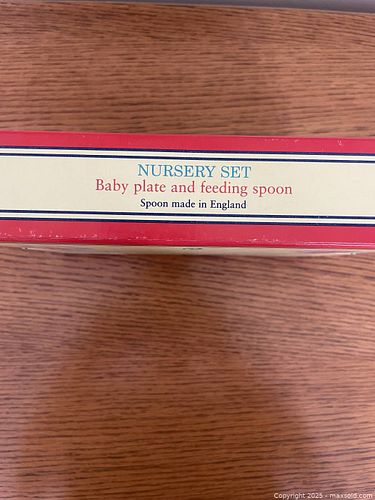 NURSERY SET
Baby plate and feeding spoon
Spoon made in England
Copyright 2025 - maxsold.com